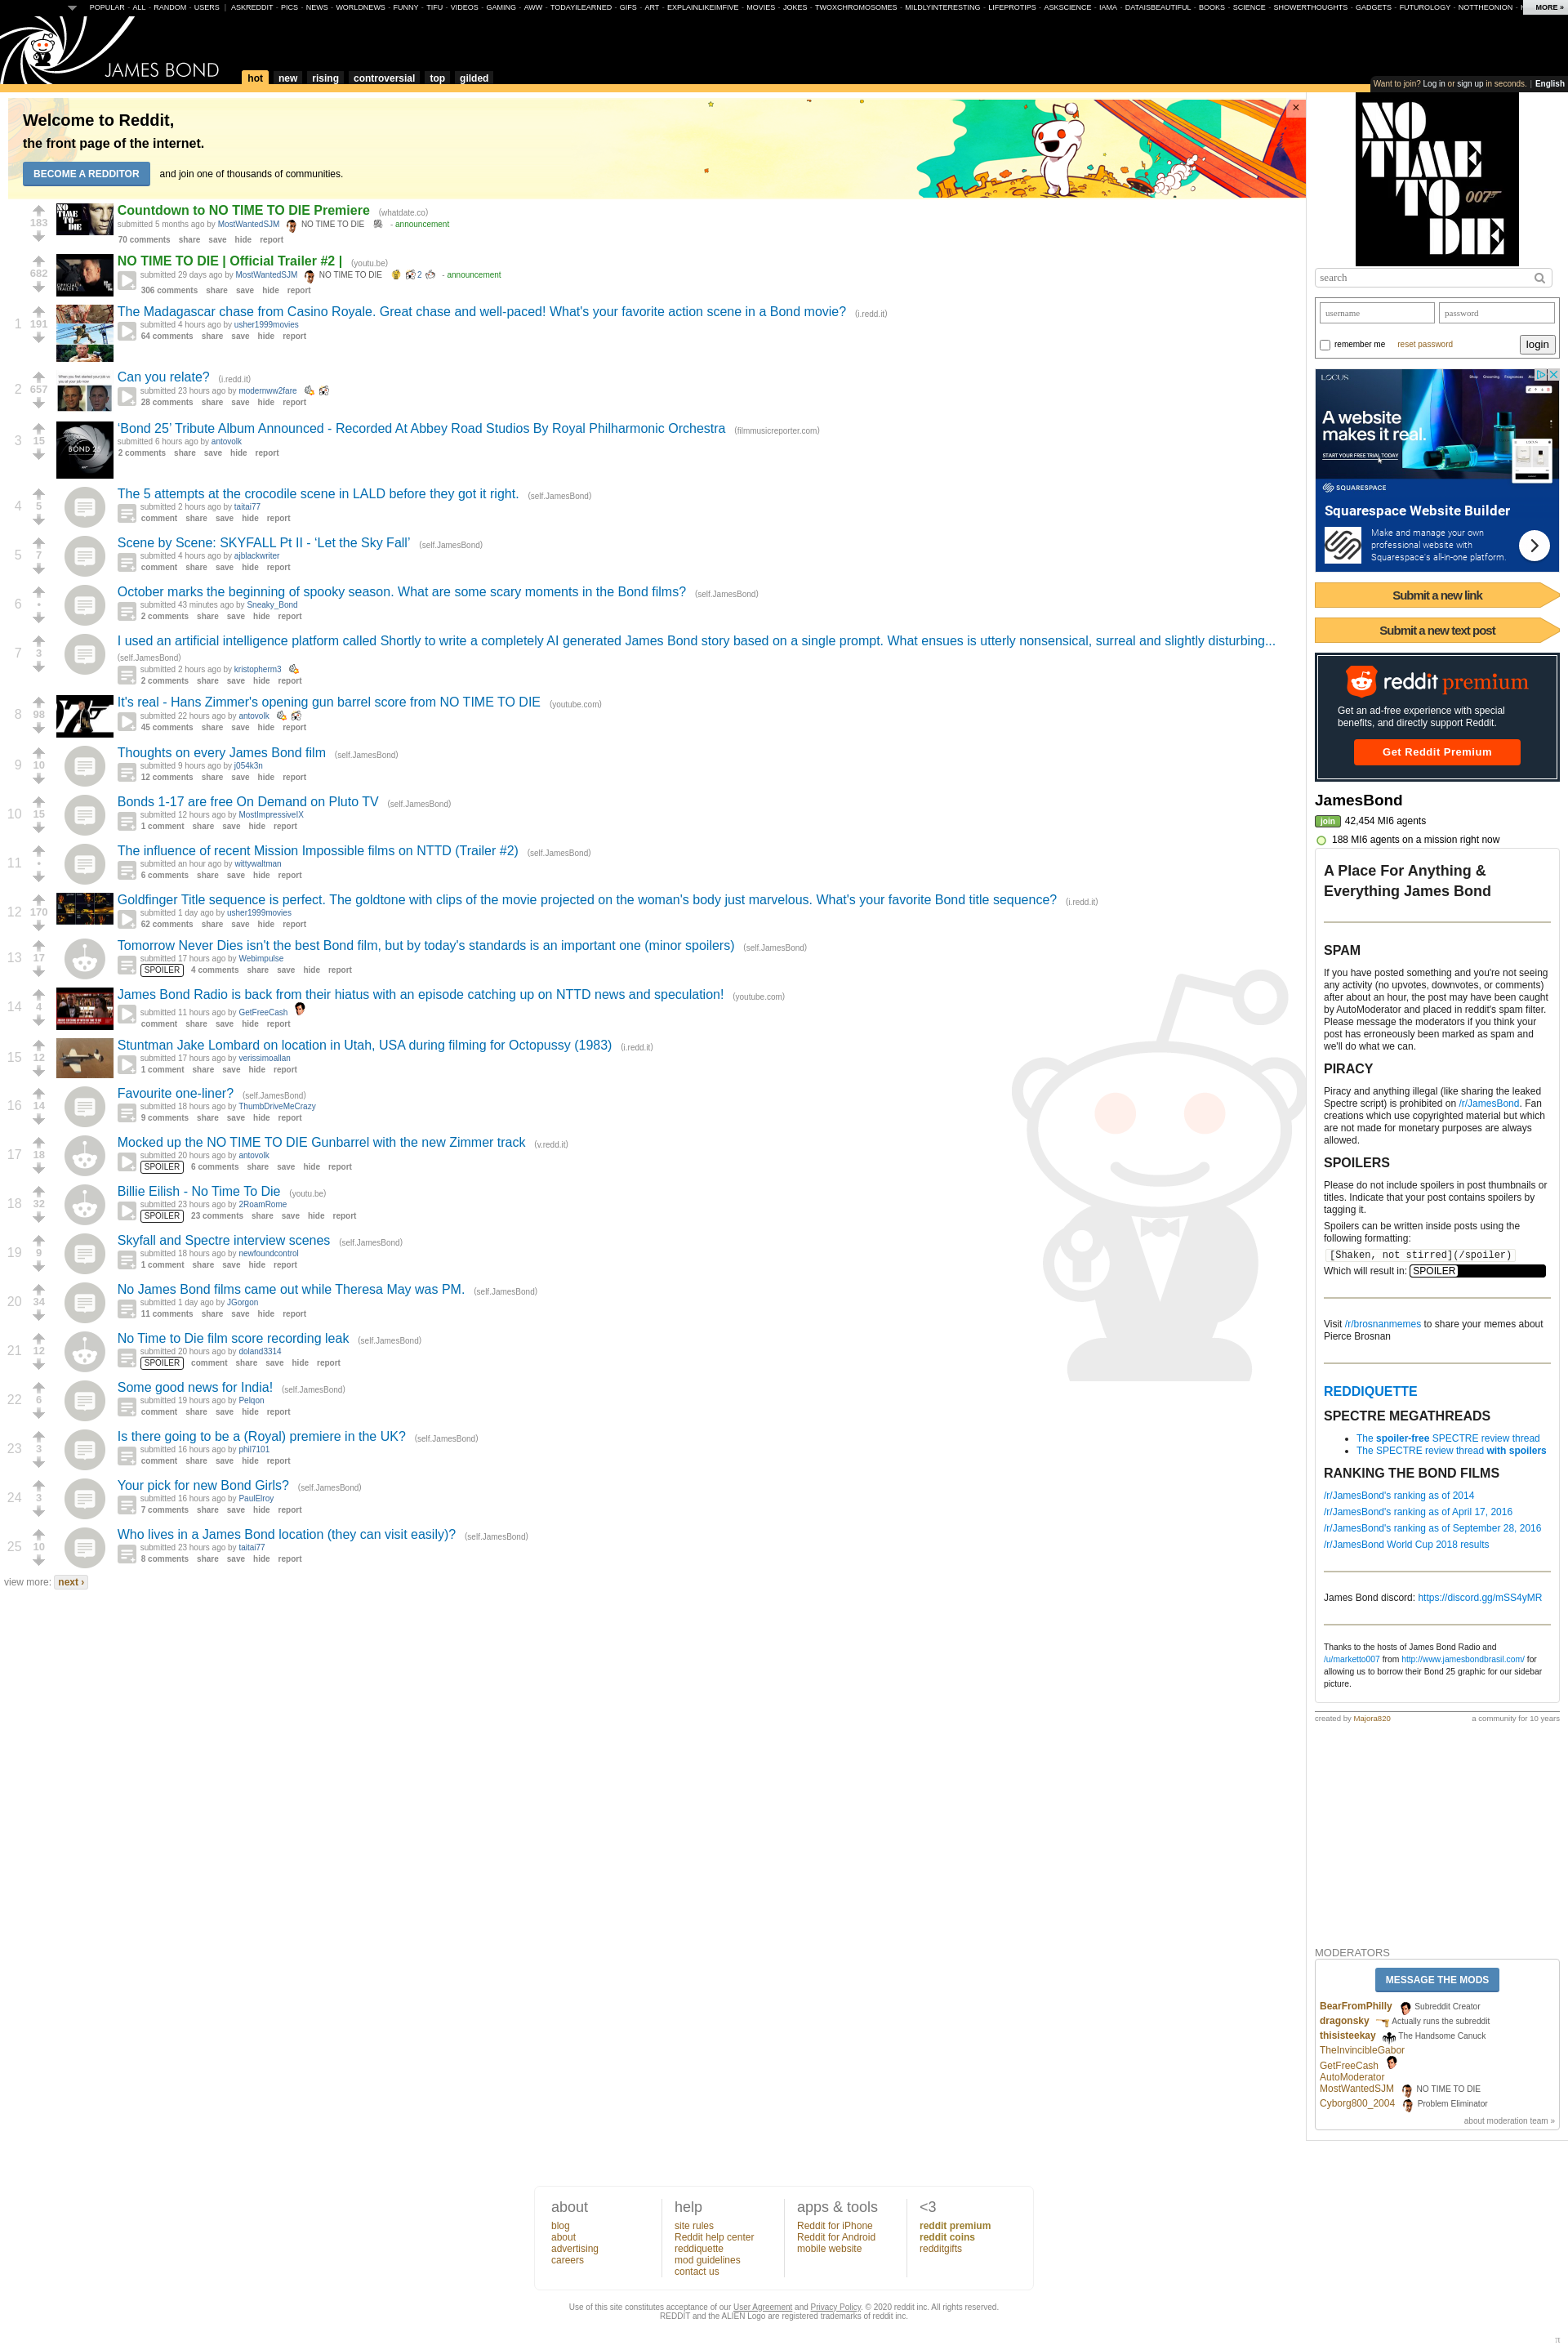 POPULAR - ALL - RANDOM - USERS | ASKREDDIT - PICS - NEWS - WORLDNEWS - FUNNY - TIFU - VIDEOS - GAMING - AWW - TODAYILEARNED - GIFS - ART - EXPLAINLIKEIMFIVE - MOVIES - JOKES - TWOXCHROMOSOMES - MILDLYINTERESTING - LIFEPROTIPS - ASKSCIENCE - IAMA - DATAISBEAUTIFUL - BOOKS - SCIENCE - SHOWERTHOUGHTS - GADGETS - FUTUROLOGY - NOTTHEONION - MORE »
JAMES BOND hot new rising controversial top gilded
Want to join? Log in or sign up in seconds. | English
Welcome to Reddit,
the front page of the internet.
BECOME A REDDITOR and join one of thousands of communities.
×
183
NO TIME TO DIE
Countdown to NO TIME TO DIE Premiere (whatdate.co)
submitted 5 months ago by MostWantedSJM NO TIME TO DIE - announcement
70 comments share save hide report
682
OFFICIAL TRAILER 2
NO TIME TO DIE | Official Trailer #2 | (youtu.be)
submitted 29 days ago by MostWantedSJM NO TIME TO DIE 2 - announcement
306 comments share save hide report
1 191
The Madagascar chase from Casino Royale. Great chase and well-paced! What's your favorite action scene in a Bond movie? (i.redd.it)
submitted 4 hours ago by usher1999movies
64 comments share save hide report
2 657
Can you relate? (i.redd.it)
submitted 23 hours ago by modernww2fare
28 comments share save hide report
3 15
BOND 25
‘Bond 25’ Tribute Album Announced - Recorded At Abbey Road Studios By Royal Philharmonic Orchestra (filmmusicreporter.com)
submitted 6 hours ago by antovolk
2 comments share save hide report
4 5
The 5 attempts at the crocodile scene in LALD before they got it right. (self.JamesBond)
submitted 2 hours ago by taitai77
comment share save hide report
5 7
Scene by Scene: SKYFALL Pt II - ‘Let the Sky Fall’ (self.JamesBond)
submitted 4 hours ago by ajblackwriter
comment share save hide report
6 •
October marks the beginning of spooky season. What are some scary moments in the Bond films? (self.JamesBond)
submitted 43 minutes ago by Sneaky_Bond
2 comments share save hide report
7 3
I used an artificial intelligence platform called Shortly to write a completely AI generated James Bond story based on a single prompt. What ensues is utterly nonsensical, surreal and slightly disturbing...
(self.JamesBond)
submitted 2 hours ago by kristopherm3
2 comments share save hide report
8 98
It's real - Hans Zimmer's opening gun barrel score from NO TIME TO DIE (youtube.com)
submitted 22 hours ago by antovolk
45 comments share save hide report
9 10
Thoughts on every James Bond film (self.JamesBond)
submitted 9 hours ago by j054k3n
12 comments share save hide report
10 15
Bonds 1-17 are free On Demand on Pluto TV (self.JamesBond)
submitted 12 hours ago by MostImpressiveIX
1 comment share save hide report
11 •
The influence of recent Mission Impossible films on NTTD (Trailer #2) (self.JamesBond)
submitted an hour ago by wittywaltman
6 comments share save hide report
12 170
Goldfinger Title sequence is perfect. The goldtone with clips of the movie projected on the woman's body just marvelous. What's your favorite Bond title sequence? (i.redd.it)
submitted 1 day ago by usher1999movies
62 comments share save hide report
13 17
Tomorrow Never Dies isn't the best Bond film, but by today's standards is an important one (minor spoilers) (self.JamesBond)
submitted 17 hours ago by Webimpulse
SPOILER 4 comments share save hide report
14 4
James Bond Radio is back from their hiatus with an episode catching up on NTTD news and speculation! (youtube.com)
submitted 11 hours ago by GetFreeCash
comment share save hide report
15 12
Stuntman Jake Lombard on location in Utah, USA during filming for Octopussy (1983) (i.redd.it)
submitted 17 hours ago by verissimoallan
1 comment share save hide report
16 14
Favourite one-liner? (self.JamesBond)
submitted 18 hours ago by ThumbDriveMeCrazy
9 comments share save hide report
17 18
Mocked up the NO TIME TO DIE Gunbarrel with the new Zimmer track (v.redd.it)
submitted 20 hours ago by antovolk
SPOILER 6 comments share save hide report
18 32
Billie Eilish - No Time To Die (youtu.be)
submitted 23 hours ago by 2RoamRome
SPOILER 23 comments share save hide report
19 9
Skyfall and Spectre interview scenes (self.JamesBond)
submitted 18 hours ago by newfoundcontrol
1 comment share save hide report
20 34
No James Bond films came out while Theresa May was PM. (self.JamesBond)
submitted 1 day ago by JGorgon
11 comments share save hide report
21 12
No Time to Die film score recording leak (self.JamesBond)
submitted 20 hours ago by doland3314
SPOILER comment share save hide report
22 6
Some good news for India! (self.JamesBond)
submitted 19 hours ago by Pelqon
comment share save hide report
23 3
Is there going to be a (Royal) premiere in the UK? (self.JamesBond)
submitted 16 hours ago by phil7101
comment share save hide report
24 3
Your pick for new Bond Girls? (self.JamesBond)
submitted 16 hours ago by PaulElroy
7 comments share save hide report
25 10
Who lives in a James Bond location (they can visit easily)? (self.JamesBond)
submitted 23 hours ago by taitai77
8 comments share save hide report
view more: next ›
NO
TIME
TO 007
DIE
search
username password
remember me reset password login
LOCUS
A website
makes it real.
START YOUR FREE TRIAL TODAY
SQUARESPACE
Squarespace Website Builder
Make and manage your own
professional website with
Squarespace's all-in-one platform.
Submit a new link
Submit a new text post
reddit premium
Get an ad-free experience with special
benefits, and directly support Reddit.
Get Reddit Premium
JamesBond
join 42,454 MI6 agents
188 MI6 agents on a mission right now
A Place For Anything &
Everything James Bond
SPAM
If you have posted something and you're not seeing
any activity (no upvotes, downvotes, or comments)
after about an hour, the post may have been caught
by AutoModerator and placed in reddit's spam filter.
Please message the moderators if you think your
post has erroneously been marked as spam and
we'll do what we can.
PIRACY
Piracy and anything illegal (like sharing the leaked
Spectre script) is prohibited on /r/JamesBond. Fan
creations which use copyrighted material but which
are not made for monetary purposes are always
allowed.
SPOILERS
Please do not include spoilers in post thumbnails or
titles. Indicate that your post contains spoilers by
tagging it.
Spoilers can be written inside posts using the
following formatting:
[Shaken, not stirred](/spoiler)
Which will result in: SPOILER
Visit /r/brosnanmemes to share your memes about
Pierce Brosnan
REDDIQUETTE
SPECTRE MEGATHREADS
• The spoiler-free SPECTRE review thread
• The SPECTRE review thread with spoilers
RANKING THE BOND FILMS
/r/JamesBond's ranking as of 2014
/r/JamesBond's ranking as of April 17, 2016
/r/JamesBond's ranking as of September 28, 2016
/r/JamesBond World Cup 2018 results
James Bond discord: https://discord.gg/mSS4yMR
Thanks to the hosts of James Bond Radio and
/u/marketto007 from http://www.jamesbondbrasil.com/ for
allowing us to borrow their Bond 25 graphic for our sidebar
picture.
created by Majora820 a community for 10 years
MODERATORS
MESSAGE THE MODS
BearFromPhilly Subreddit Creator
dragonsky Actually runs the subreddit
thisisteekay The Handsome Canuck
TheInvincibleGabor
GetFreeCash
AutoModerator
MostWantedSJM NO TIME TO DIE
Cyborg800_2004 Problem Eliminator
about moderation team »
about
blog
about
advertising
careers
help
site rules
Reddit help center
reddiquette
mod guidelines
contact us
apps & tools
Reddit for iPhone
Reddit for Android
mobile website
<3
reddit premium
reddit coins
redditgifts
Use of this site constitutes acceptance of our User Agreement and Privacy Policy. © 2020 reddit inc. All rights reserved.
REDDIT and the ALIEN Logo are registered trademarks of reddit inc.
π